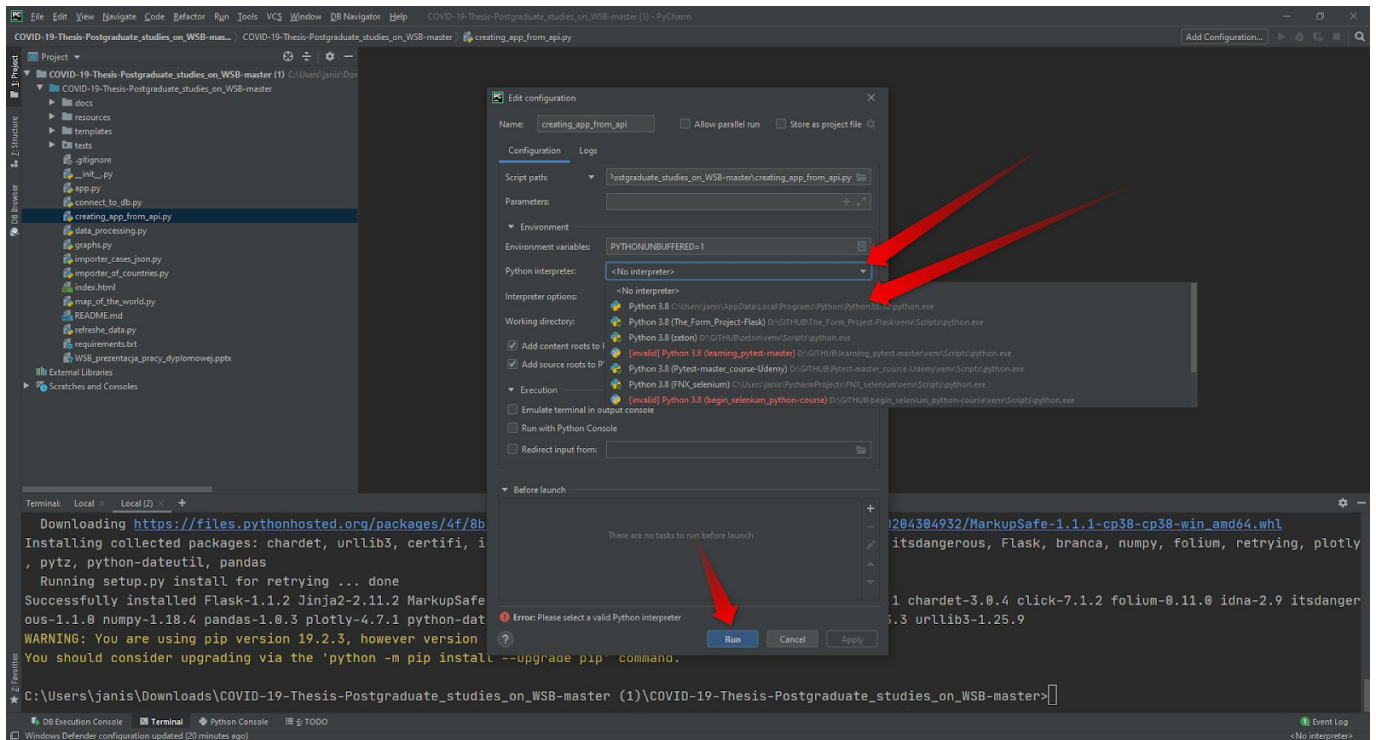 File Edit View Navigate Code Refactor Run Tools VCS Window DB Navigator Help COVID-19-Thesis-Postgraduate_studies_on_WSB-master (1) - PyCharm
COVID-19-Thesis-Postgraduate_studies_on_WSB-mas... COVID-19-Thesis-Postgraduate_studies_on_WSB-master creating_app_from_api.py Add Configuration...
1: Project
Z: Structure
DB Browser
2: Favorites
Project
COVID-19-Thesis-Postgraduate_studies_on_WSB-master (1) C:\Users\janis\Dov
COVID-19-Thesis-Postgraduate_studies_on_WSB-master
docs
resources
templates
tests
.gitignore
__init__.py
app.py
connect_to_db.py
creating_app_from_api.py
data_processing.py
graphs.py
importer_cases_json.py
importer_of_countries.py
index.html
map_of_the_world.py
README.md
refreshe_data.py
requirements.txt
WSB_prezentacja_pracy_dyplomowej.pptx
External Libraries
Scratches and Consoles
Edit configuration
Name: creating_app_from_api Allow parallel run Store as project file
Configuration Logs
Script path: ?ostgraduate_studies_on_WSB-master\creating_app_from_api.py
Parameters:
Environment
Environment variables: PYTHONUNBUFFERED=1
Python interpreter: <No interpreter>
Interpreter options:
Working directory:
Add content roots to
Add source roots to P
<No interpreter>
Python 3.8 C:\Users\janis\AppData\Local\Programs\Python\Python38-32\python.exe
Python 3.8 (The_Form_Project-Flask) D:\GITHUB\The_Form_Project-Flask\venv\Scripts\python.exe
Python 3.8 (zeton) D:\GITHUB\zeton\venv\Scripts\python.exe
[invalid] Python 3.8 (learning_pytest-master) D:\GITHUB\learning_pytest-master\venv\Scripts\python.exe
Python 3.8 (Pytest-master_course-Udemy) D:\GITHUB\Pytest-master_course-Udemy\venv\Scripts\python.exe
Python 3.8 (FNX_selenium) C:\Users\janis\PycharmProjects\FNX_selenium\venv\Scripts\python.exe
[invalid] Python 3.8 (begin_selenium_python-course) D:\GITHUB\begin_selenium_python-course\venv\Scripts\python.exe
Execution
Emulate terminal in output console
Run with Python Console
Redirect input from:
Before launch
There are no tasks to run before launch
Error: Please select a valid Python interpreter
Run Cancel Apply
Terminal: Local Local (2)
Downloading https://files.pythonhosted.org/packages/4f/8b 0204304932/MarkupSafe-1.1.1-cp38-cp38-win_amd64.whl
Installing collected packages: chardet, urllib3, certifi, i itsdangerous, Flask, branca, numpy, folium, retrying, plotly
, pytz, python-dateutil, pandas
Running setup.py install for retrying ... done
Successfully installed Flask-1.1.2 Jinja2-2.11.2 MarkupSafe 1 chardet-3.0.4 click-7.1.2 folium-0.11.0 idna-2.9 itsdanger
ous-1.1.0 numpy-1.18.4 pandas-1.0.3 plotly-4.7.1 python-dat .3 urllib3-1.25.9
WARNING: You are using pip version 19.2.3, however version
You should consider upgrading via the 'python -m pip install --upgrade pip' command.
C:\Users\janis\Downloads\COVID-19-Thesis-Postgraduate_studies_on_WSB-master (1)\COVID-19-Thesis-Postgraduate_studies_on_WSB-master>
DB Execution Console Terminal Python Console 6: TODO 1 Event Log
Windows Defender configuration updated (20 minutes ago) <No interpreter>